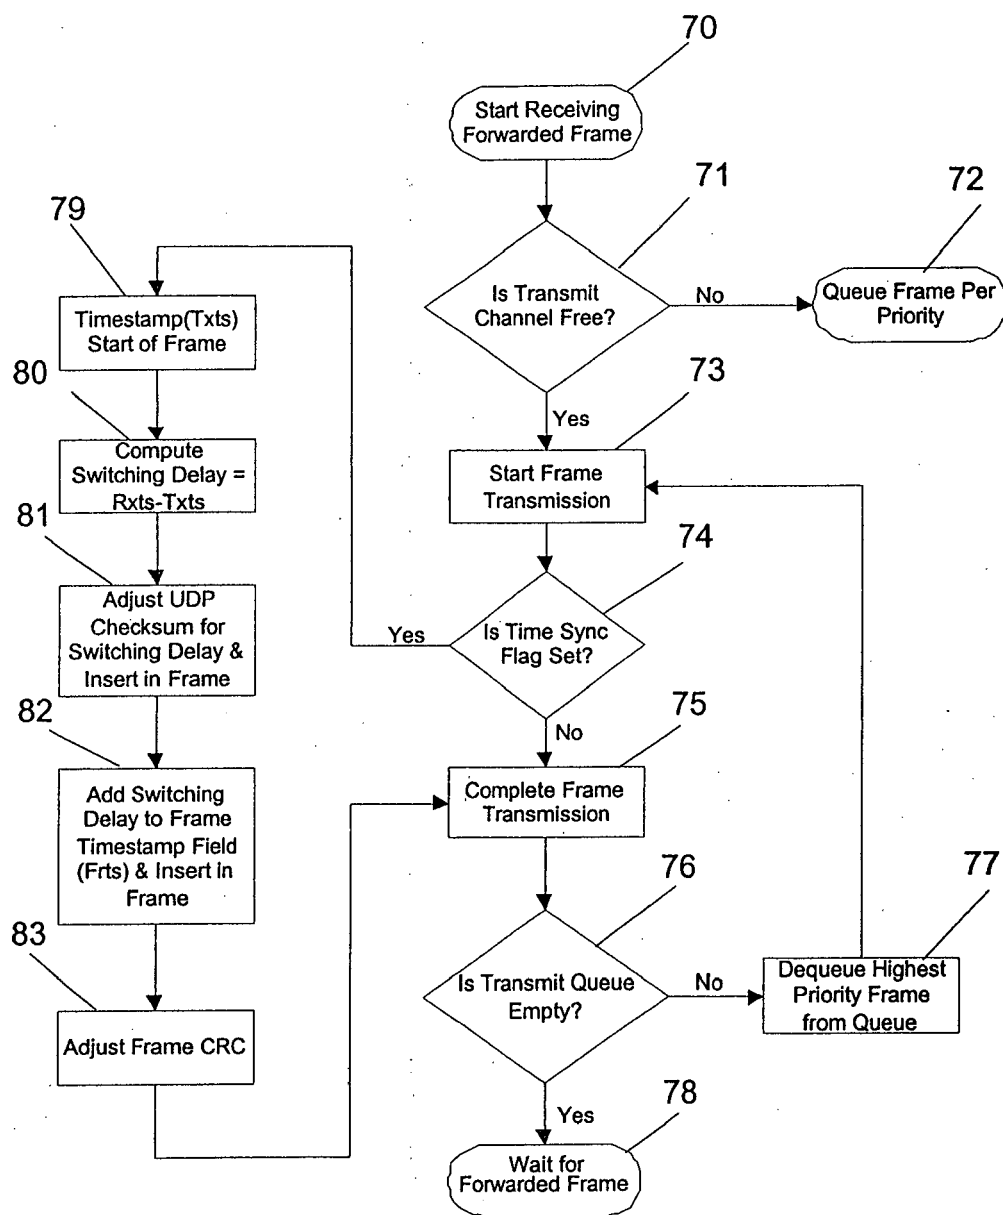 70
Start Receiving
Forwarded Frame
71
Is Transmit
Channel Free?
No
72
Queue Frame Per
Priority
Yes
73
Start Frame
Transmission
74
Is Time Sync
Flag Set?
Yes
No
75
Complete Frame
Transmission
76
Is Transmit Queue
Empty?
No
77
Dequeue Highest
Priority Frame
from Queue
Yes
78
Wait for
Forwarded Frame
79
Timestamp(Txts)
Start of Frame
80
Compute
Switching Delay =
Rxts-Txts
81
Adjust UDP
Checksum for
Switching Delay &
Insert in Frame
82
Add Switching
Delay to Frame
Timestamp Field
(Frts) & Insert in
Frame
83
Adjust Frame CRC